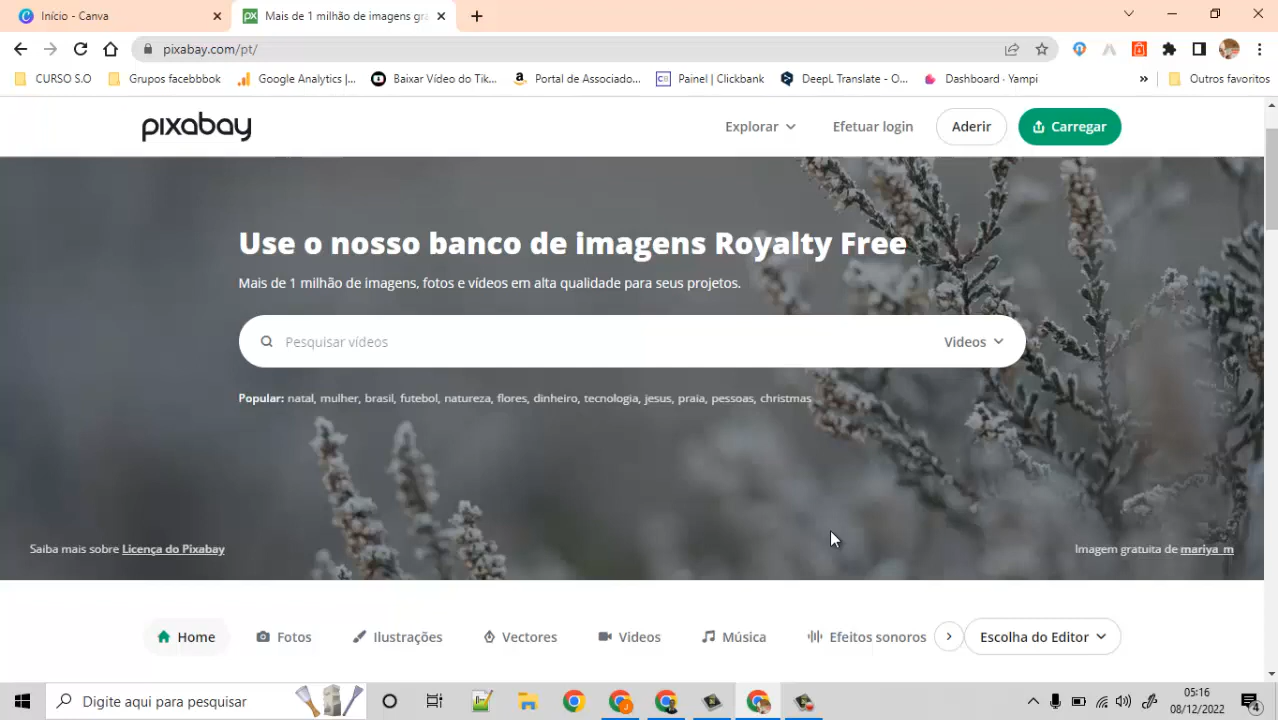 Início - Canva
Mais de 1 milhão de imagens gra
pixabay.com/pt/
CURSO S.O
Grupos facebbbok
Google Analytics |...
Baixar Vídeo do Tik...
Portal de Associado...
Painel | Clickbank
DeepL Translate - O...
Dashboard · Yampi
»
Outros favoritos
pixabay
Explorar
Efetuar login
Aderir
Carregar
Use o nosso banco de imagens Royalty Free
Mais de 1 milhão de imagens, fotos e vídeos em alta qualidade para seus projetos.
Pesquisar vídeos
Videos
Popular: natal, mulher, brasil, futebol, natureza, flores, dinheiro, tecnologia, jesus, praia, pessoas, christmas
Saiba mais sobre Licença do Pixabay
Imagem gratuita de mariya_m
Home
Fotos
Ilustrações
Vectores
Videos
Música
Efeitos sonoros
Escolha do Editor
Digite aqui para pesquisar
05:16
08/12/2022
4